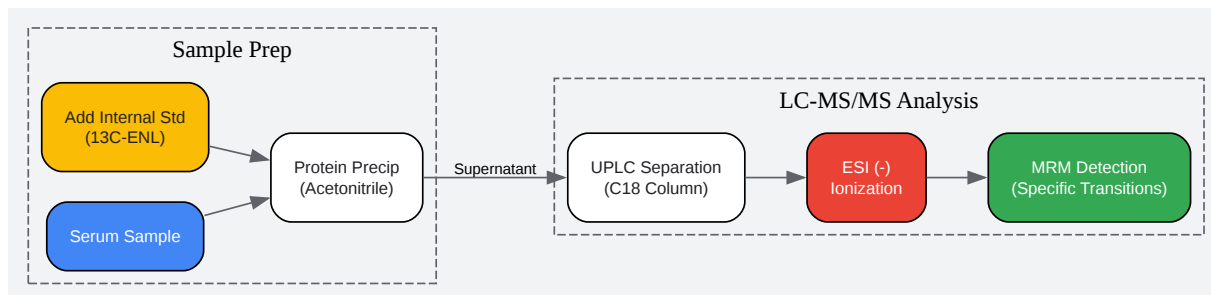 Sample Prep
Add Internal Std
(13C-ENL)
Serum Sample
Protein Precip
(Acetonitrile)
Supernatant
LC-MS/MS Analysis
UPLC Separation
(C18 Column)
ESI (-)
Ionization
MRM Detection
(Specific Transitions)